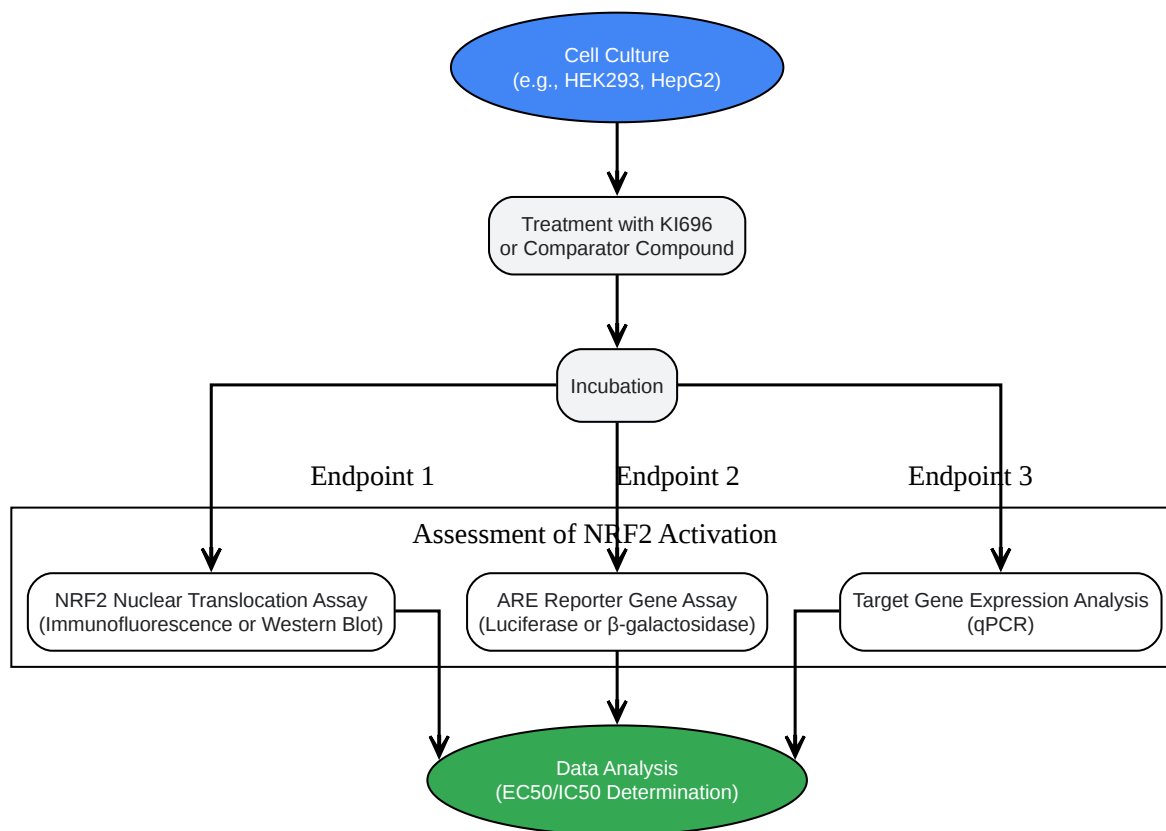 Cell Culture
(e.g., HEK293, HepG2)
Treatment with KI696
or Comparator Compound
Incubation
Endpoint 1
Endpoint 2
Endpoint 3
Assessment of NRF2 Activation
NRF2 Nuclear Translocation Assay
(Immunofluorescence or Western Blot)
ARE Reporter Gene Assay
(Luciferase or β-galactosidase)
Target Gene Expression Analysis
(qPCR)
Data Analysis
(EC50/IC50 Determination)